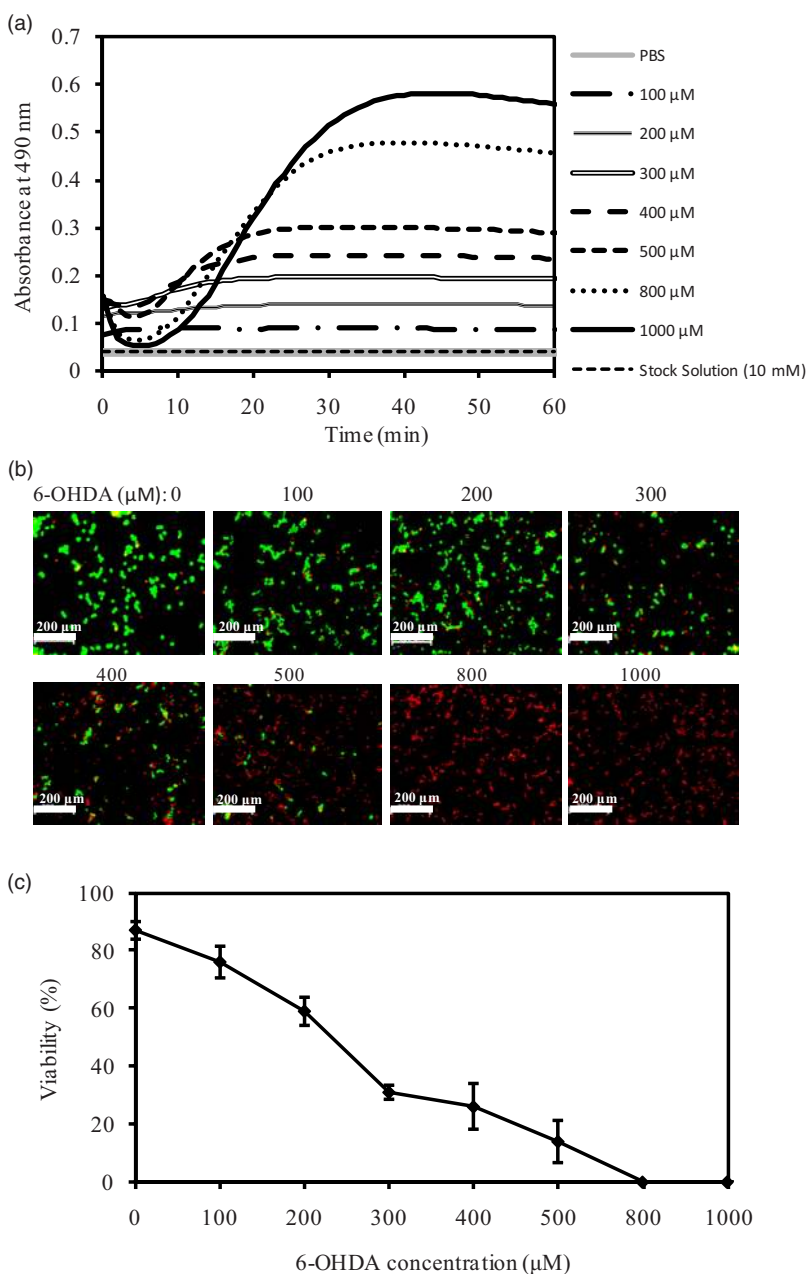 (a)
0.7
0.6
0.5
0.4
0.3
0.2
0.1
0
Absorbance at 490 nm
0 10 20 30 40 50 60
Time (min)
PBS
100 μM
200 μM
300 μM
400 μM
500 μM
800 μM
1000 μM
Stock Solution (10 mM)
(b)
6-OHDA (μM): 0 100 200 300
200 μm 200 μm 200 μm 200 μm
400 500 800 1000
200 μm 200 μm 200 μm 200 μm
(c)
100
80
60
40
20
0
Viability (%)
0 100 200 300 400 500 800 1000
6-OHDA concentration (μM)